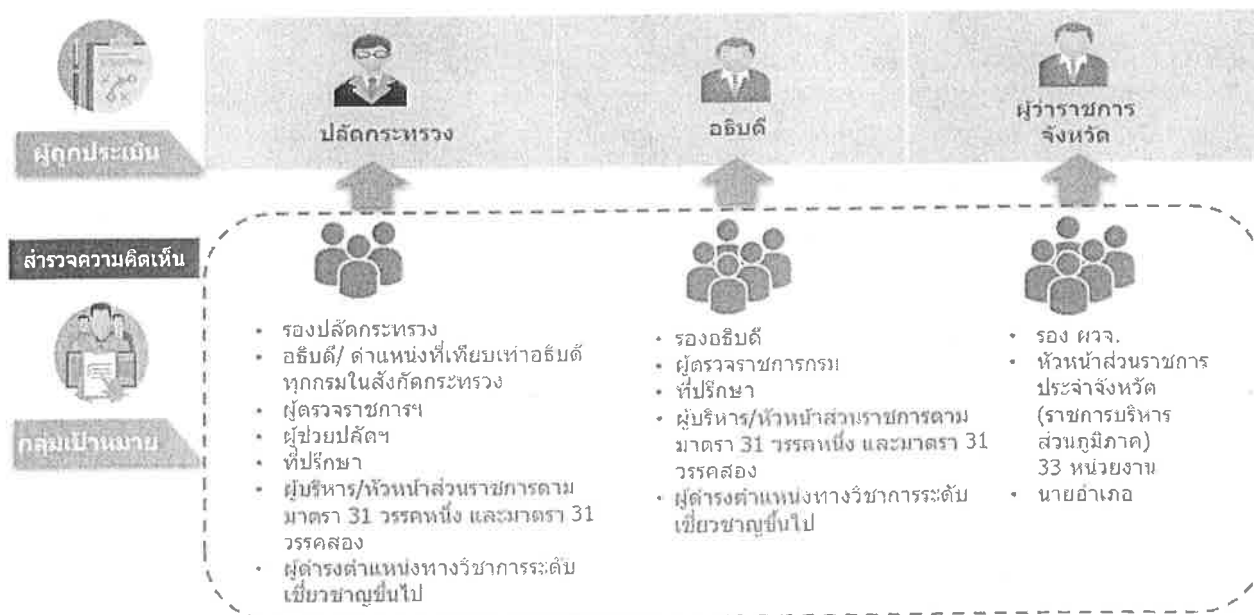 ผู้ถูกประเมิน
ปลัดกระทรวง
อธิบดี
ผู้ว่าราชการ
จังหวัด
สำรวจความคิดเห็น
กลุ่มเป้าหมาย
• รองปลัดกระทรวง
• อธิบดี/ ตำแหน่งที่เทียบเท่าอธิบดี
ทุกกรมในสังกัดกระทรวง
• ผู้ตรวจราชการฯ
• ผู้ช่วยปลัดฯ
• ที่ปรึกษา
• ผู้บริหาร/หัวหน้าส่วนราชการตาม
มาตรา 31 วรรคหนึ่ง และมาตรา 31
วรรคสอง
• ผู้ดำรงตำแหน่งทางวิชาการระดับ
เชี่ยวชาญขึ้นไป
• รองอธิบดี
• ผู้ตรวจราชการกรม
• ที่ปรึกษา
• ผู้บริหาร/หัวหน้าส่วนราชการตาม
มาตรา 31 วรรคหนึ่ง และมาตรา 31
วรรคสอง
• ผู้ดำรงตำแหน่งทางวิชาการระดับ
เชี่ยวชาญขึ้นไป
• รอง ผวจ.
• หัวหน้าส่วนราชการ
ประจำจังหวัด
(ราชการบริหาร
ส่วนภูมิภาค)
33 หน่วยงาน
• นายอำเภอ